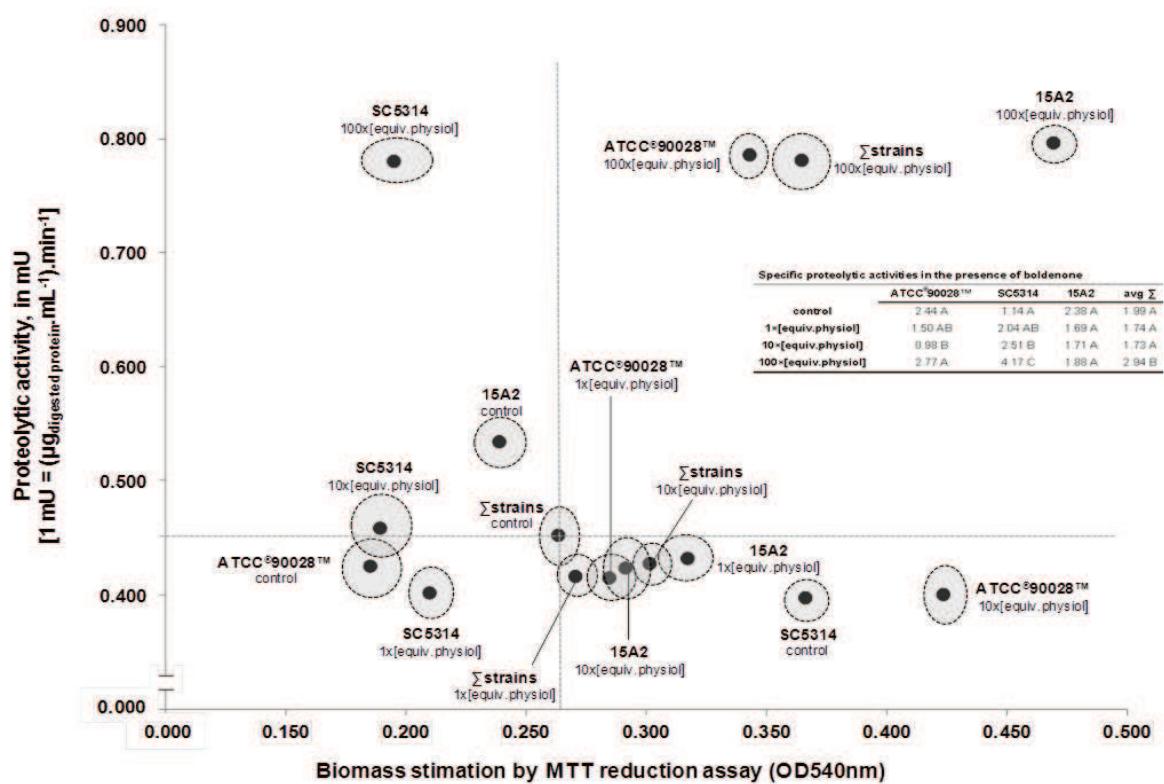 0.900
SC5314
100x[equiv.physiol]
15A2
100x[equiv.physiol]
0.800
ATCC®90028™
100x[equiv.physiol]
∑strains
100x[equiv.physiol]
0.700
Specific proteolytic activities in the presence of boldenone
ATCC®90028™ SC5314 15A2 avg ∑
control 2.44 A 1.14 A 2.38 A 1.99 A
1×[equiv.physiol] 1.50 AB 2.04 AB 1.69 A 1.74 A
10×[equiv.physiol] 0.98 B 2.51 B 1.71 A 1.73 A
100×[equiv.physiol] 2.77 A 4.17 C 1.88 A 2.94 B
Proteolytic activity, in mU
[1 mU = (µg digested protein.mL-1).min-1]
0.600
ATCC®90028™
1x[equiv.physiol]
15A2
control
0.500
SC5314
10x[equiv.physiol]
∑strains
control
∑strains
10x[equiv.physiol]
ATCC®90028™
control
15A2
1x[equiv.physiol]
ATCC®90028™
10x[equiv.physiol]
0.400
SC5314
1x[equiv.physiol]
15A2
10x[equiv.physiol]
SC5314
control
∑strains
1x[equiv.physiol]
0.000
0.000 0.150 0.200 0.250 0.300 0.350 0.400 0.450 0.500
Biomass stimation by MTT reduction assay (OD540nm)